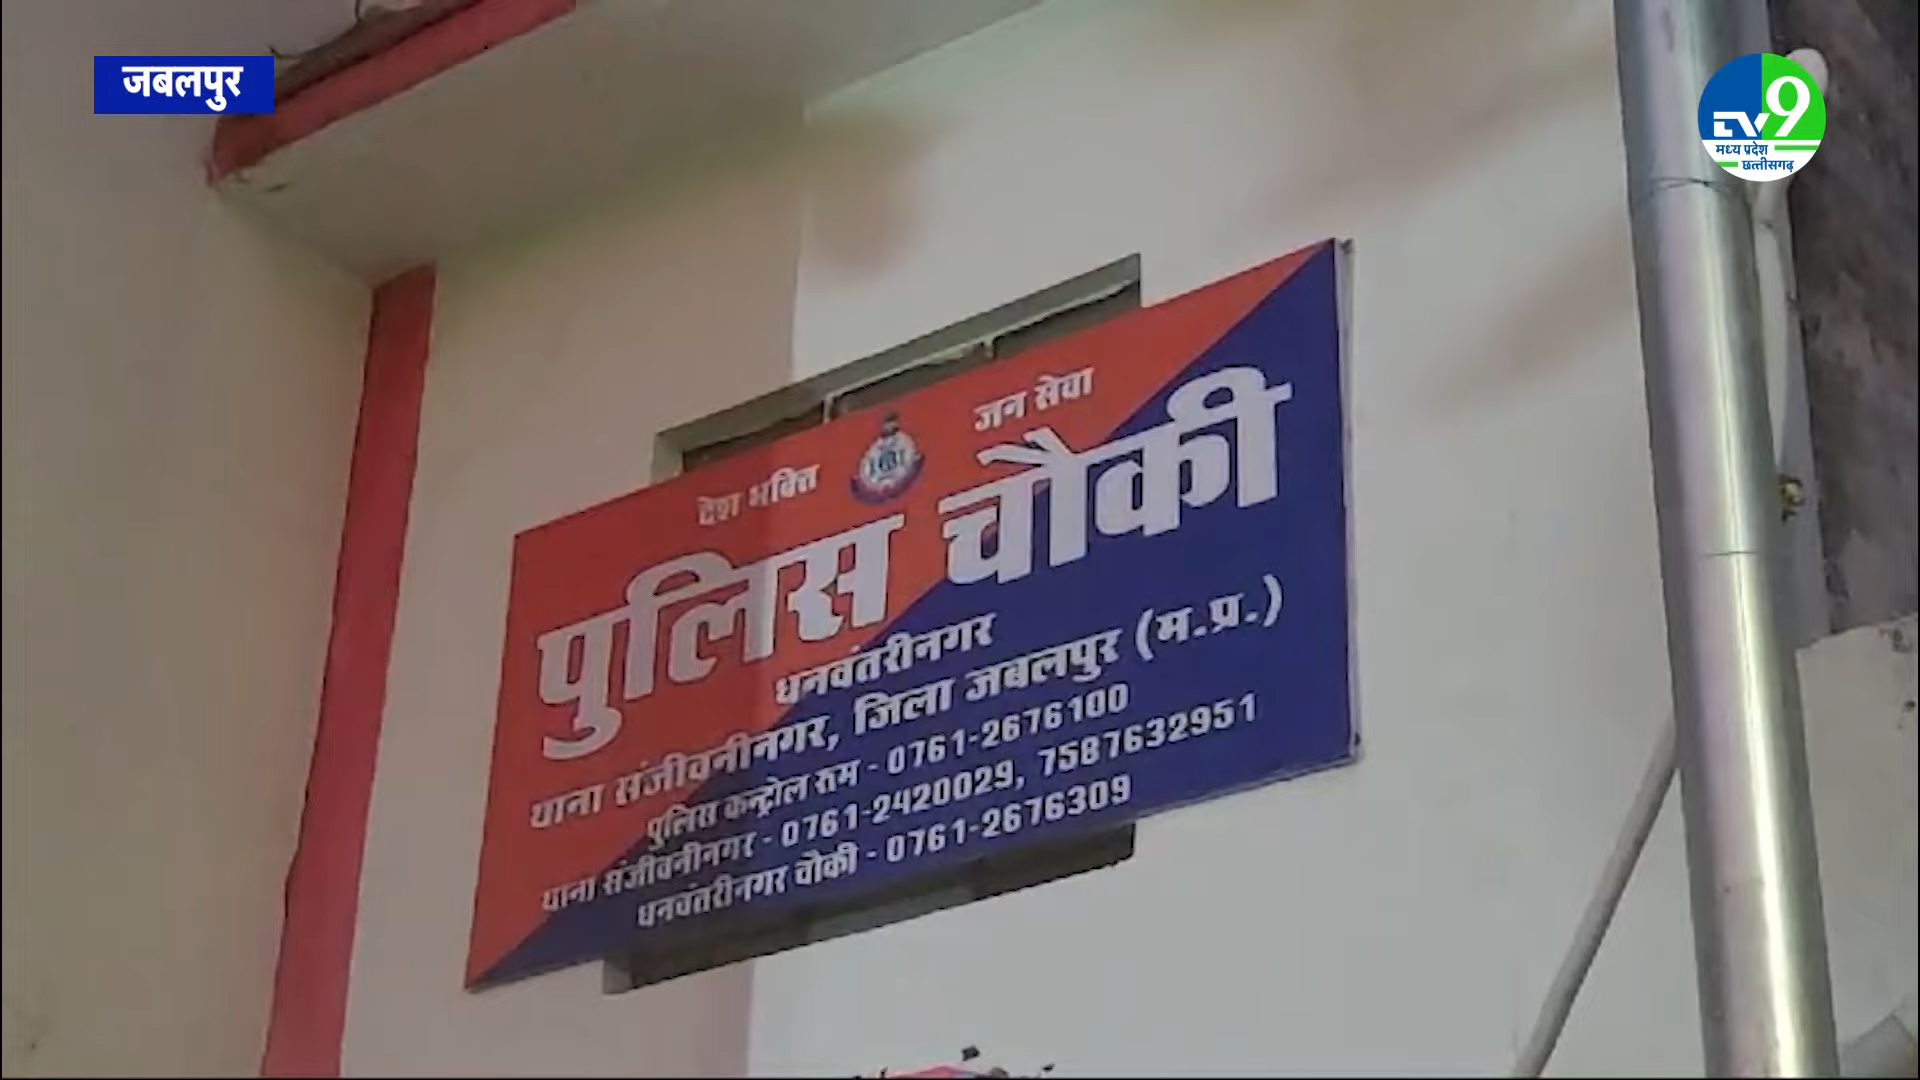 जबलपुर
TV9
मध्य प्रदेश
छत्तीसगढ़
देश भक्ति जन सेवा
पुलिस चौकी
धनवंतरीनगर
थाना संजीवनीनगर, जिला जबलपुर (म.प्र.)
पुलिस कन्ट्रोल रुम - 0761-2676100
थाना संजीवनीनगर - 0761-2420029, 7587632951
धनवंतरीनगर चौकी - 0761-2676309